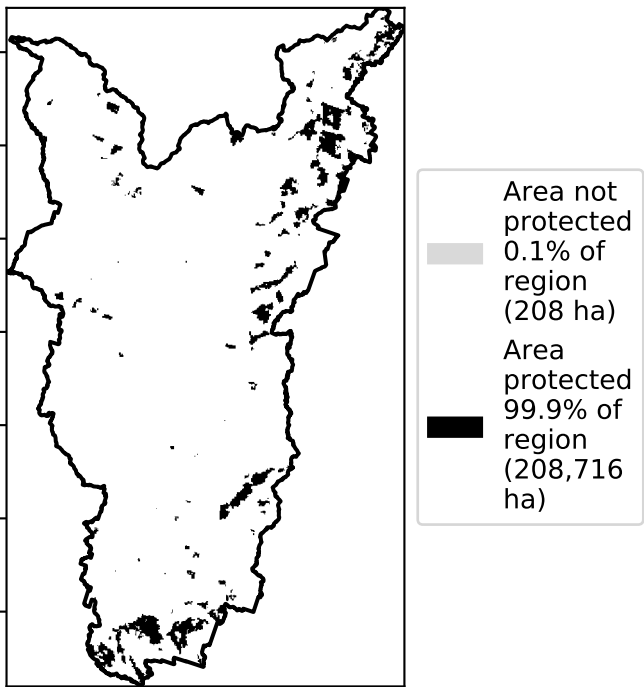 Area not
protected
0.1% of
region
(208 ha)
Area
protected
99.9% of
region
(208,716
ha)